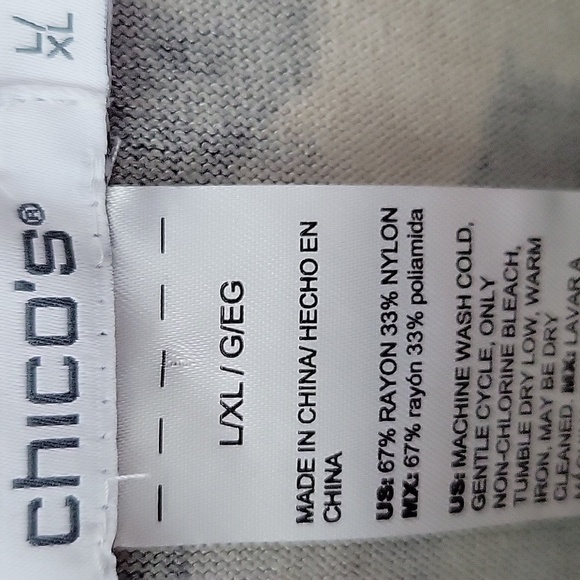 chico's®
L/
XL
L/XL / G/EG
MADE IN CHINA/ HECHO EN
CHINA
US: 67% RAYON 33% NYLON
MX: 67% rayón 33% poliamida
US: MACHINE WASH COLD,
GENTLE CYCLE, ONLY
NON-CHLORINE BLEACH,
TUMBLE DRY LOW, WARM
IRON, MAY BE DRY
CLEANED. MX: LAVAR A